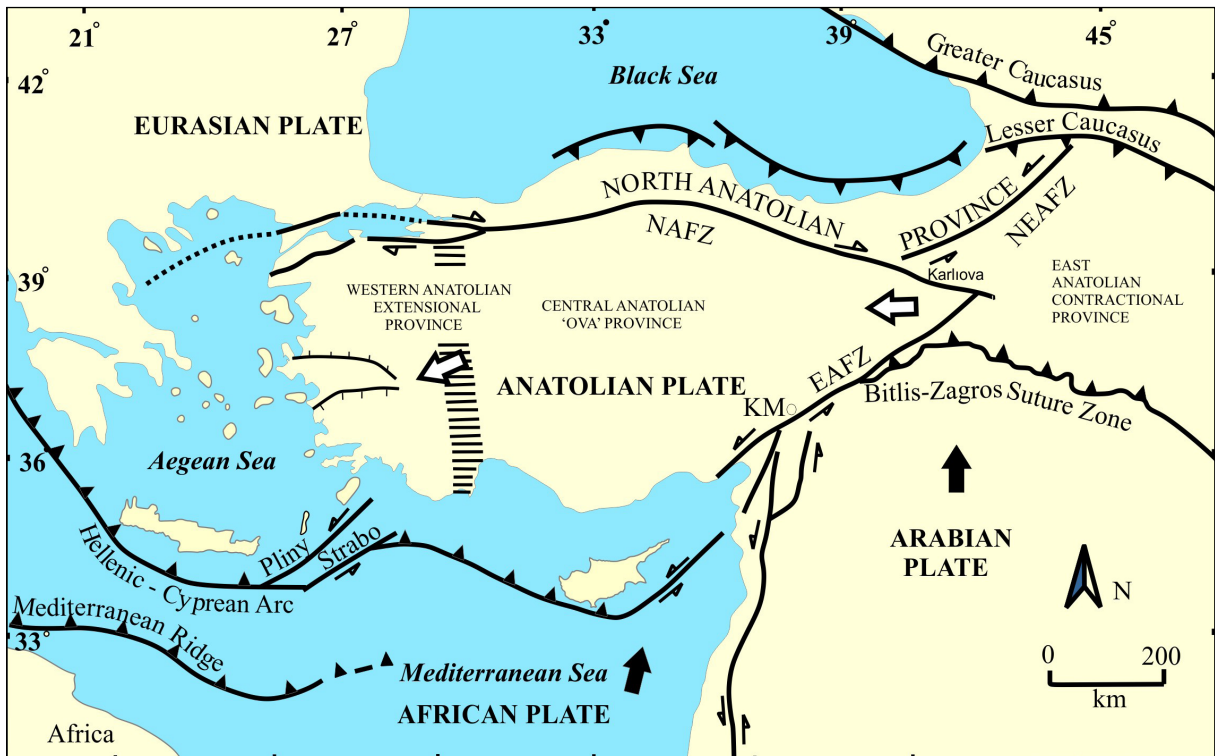 21°
27°
33°
39°
45°
42°
39°
36°
33°
Greater Caucasus
Black Sea
EURASIAN PLATE
Lesser Caucasus
NORTH ANATOLIAN
PROVINCE
NAFZ
NEAFZ
Karlıova
EAST
ANATOLIAN
CONTRACTIONAL
PROVINCE
WESTERN ANATOLIAN
EXTENSIONAL
PROVINCE
CENTRAL ANATOLIAN
‘OVA’ PROVINCE
ANATOLIAN PLATE
EAFZ
Bitlis-Zagros Suture Zone
KM
Aegean Sea
Pliny
Strabo
Hellenic - Cyprean Arc
ARABIAN
PLATE
N
Mediterranean Ridge
Mediterranean Sea
AFRICAN PLATE
0 200
km
Africa